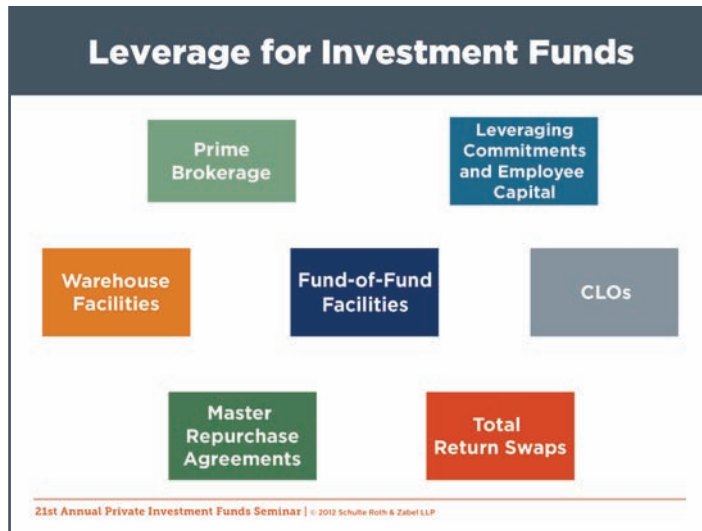 Leverage for Investment Funds
Prime
Brokerage
Leveraging
Commitments
and Employee
Capital
Warehouse
Facilities
Fund-of-Fund
Facilities
CLOs
Master
Repurchase
Agreements
Total
Return Swaps
21st Annual Private Investment Funds Seminar | © 2012 Schulte Roth & Zabel LLP